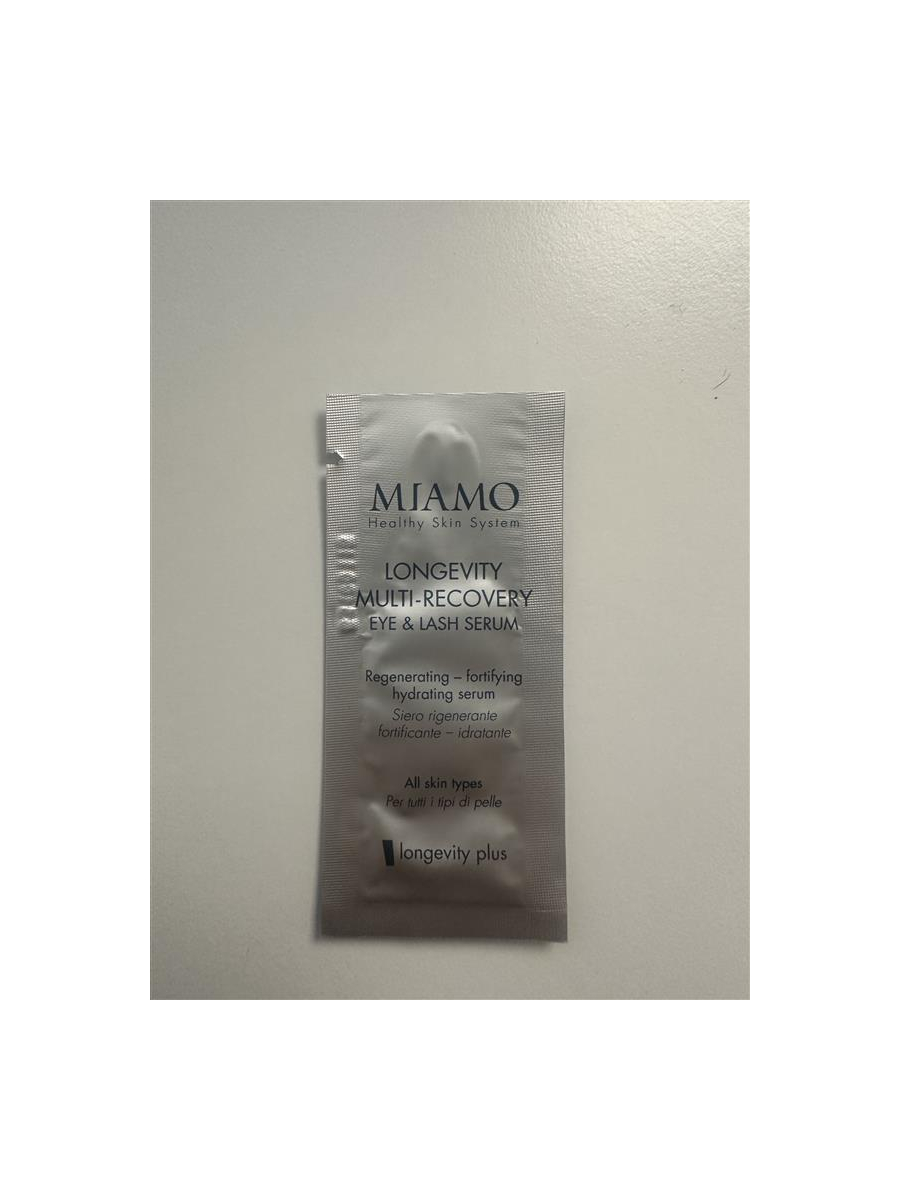 MIAMO
Healthy Skin System
LONGEVITY
MULTI-RECOVERY
EYE & LASH SERUM
Regenerating – fortifying
hydrating serum
Siero rigenerante
fortificante – idratante
All skin types
Per tutti i tipi di pelle
longevity plus